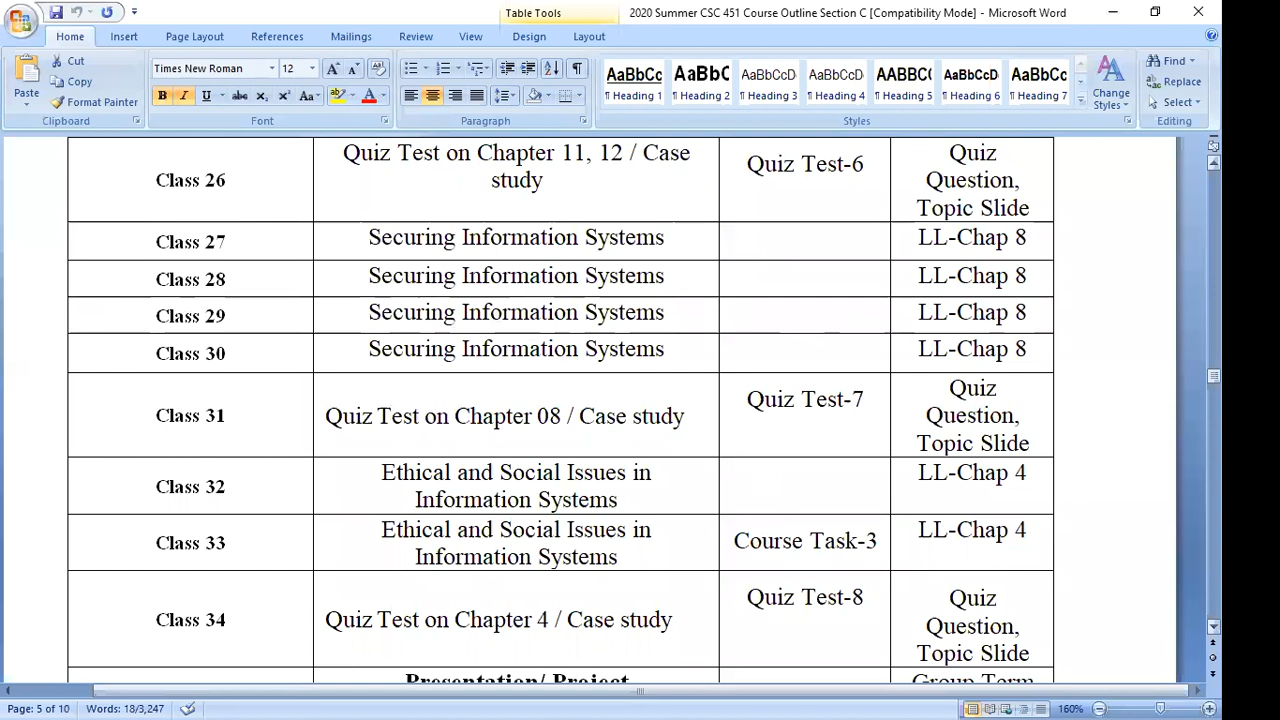 Table Tools
2020 Summer CSC 451 Course Outline Section C [Compatibility Mode] - Microsoft Word
Home Insert Page Layout References Mailings Review View Design Layout
Paste
Cut
Copy
Format Painter
Clipboard
Times New Roman 12
B I U abc X₂ X² Aa
Font
Paragraph
AaBbCc AaBbC AaBbCcD AaBbCcD AABBC( AaBbCcD AaBbC(
¶ Heading 1 ¶ Heading 2 ¶ Heading 3 ¶ Heading 4 ¶ Heading 5 ¶ Heading 6 ¶ Heading 7
Change
Styles
Styles
Find
Replace
Select
Editing
Class 26
Quiz Test on Chapter 11, 12 / Case
study
Quiz Test-6
Quiz
Question,
Topic Slide
Class 27 Securing Information Systems LL-Chap 8
Class 28 Securing Information Systems LL-Chap 8
Class 29 Securing Information Systems LL-Chap 8
Class 30 Securing Information Systems LL-Chap 8
Class 31
Quiz Test on Chapter 08 / Case study
Quiz Test-7
Quiz
Question,
Topic Slide
Class 32
Ethical and Social Issues in
Information Systems
LL-Chap 4
Class 33
Ethical and Social Issues in
Information Systems
Course Task-3
LL-Chap 4
Class 34
Quiz Test on Chapter 4 / Case study
Quiz Test-8
Quiz
Question,
Topic Slide
Presentation/ Project
Group Term
Page: 5 of 10 Words: 18/3,247 160%